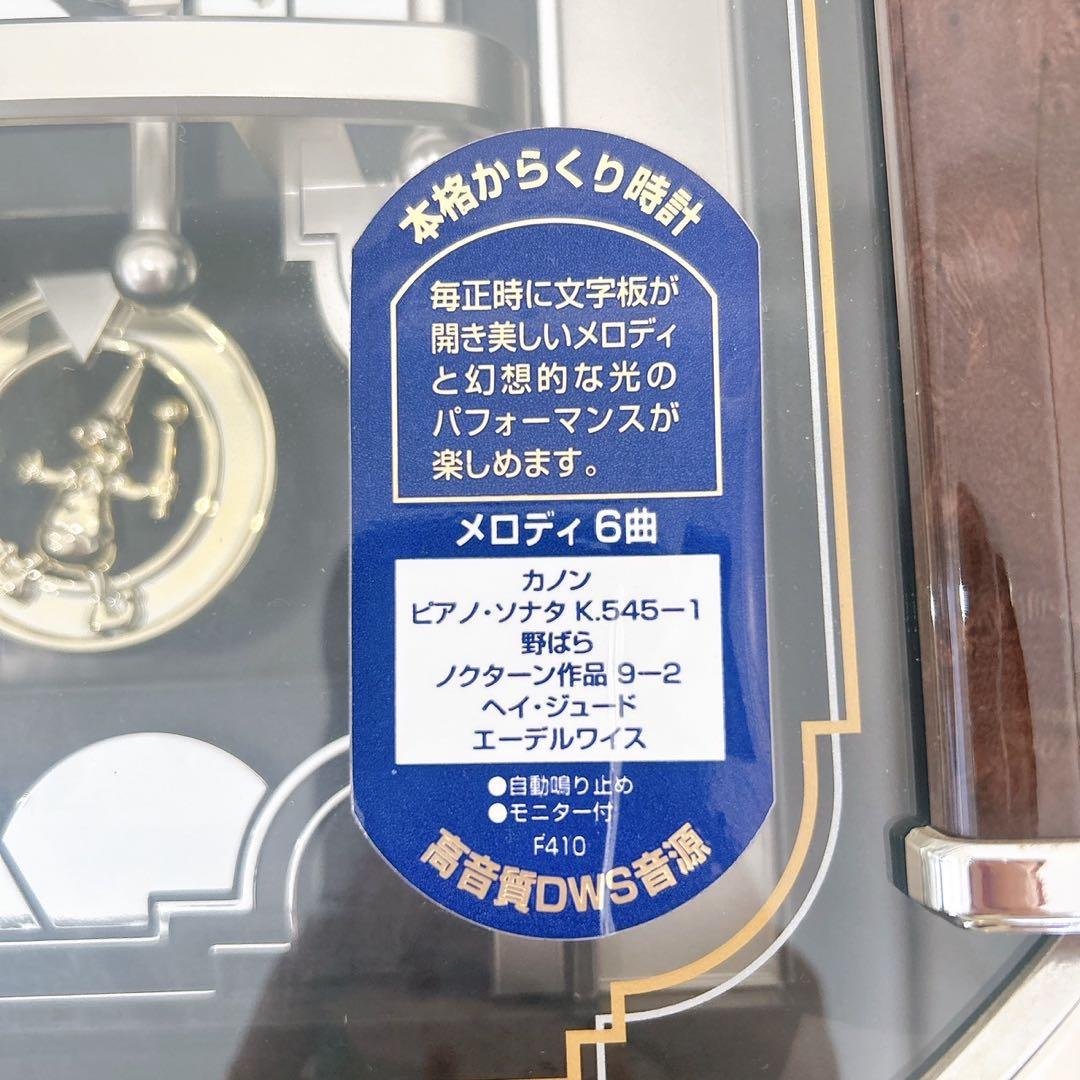 本格からくり時計
毎正時に文字板が
開き美しいメロディ
と幻想的な光の
パフォーマンスが
楽しめます。
メロディ 6曲
カノン
ピアノ・ソナタ K.545ー1
野ばら
ノクターン作品 9ー2
ヘイ・ジュード
エーデルワイス
●自動鳴り止め
●モニター付
F410
高音質DWS音源